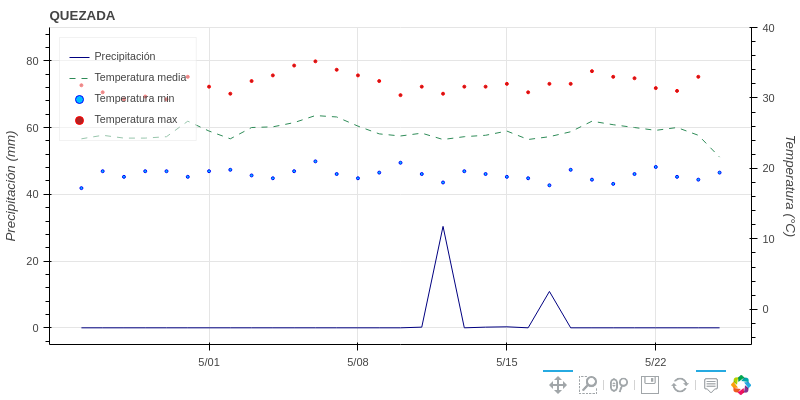 QUEZADA
Precipitación
Temperatura media
Temperatura min
Temperatura max
Precipitación (mm)
80
60
40
20
0
Temperatura (°C)
40
30
20
10
0
5/01
5/08
5/15
5/22